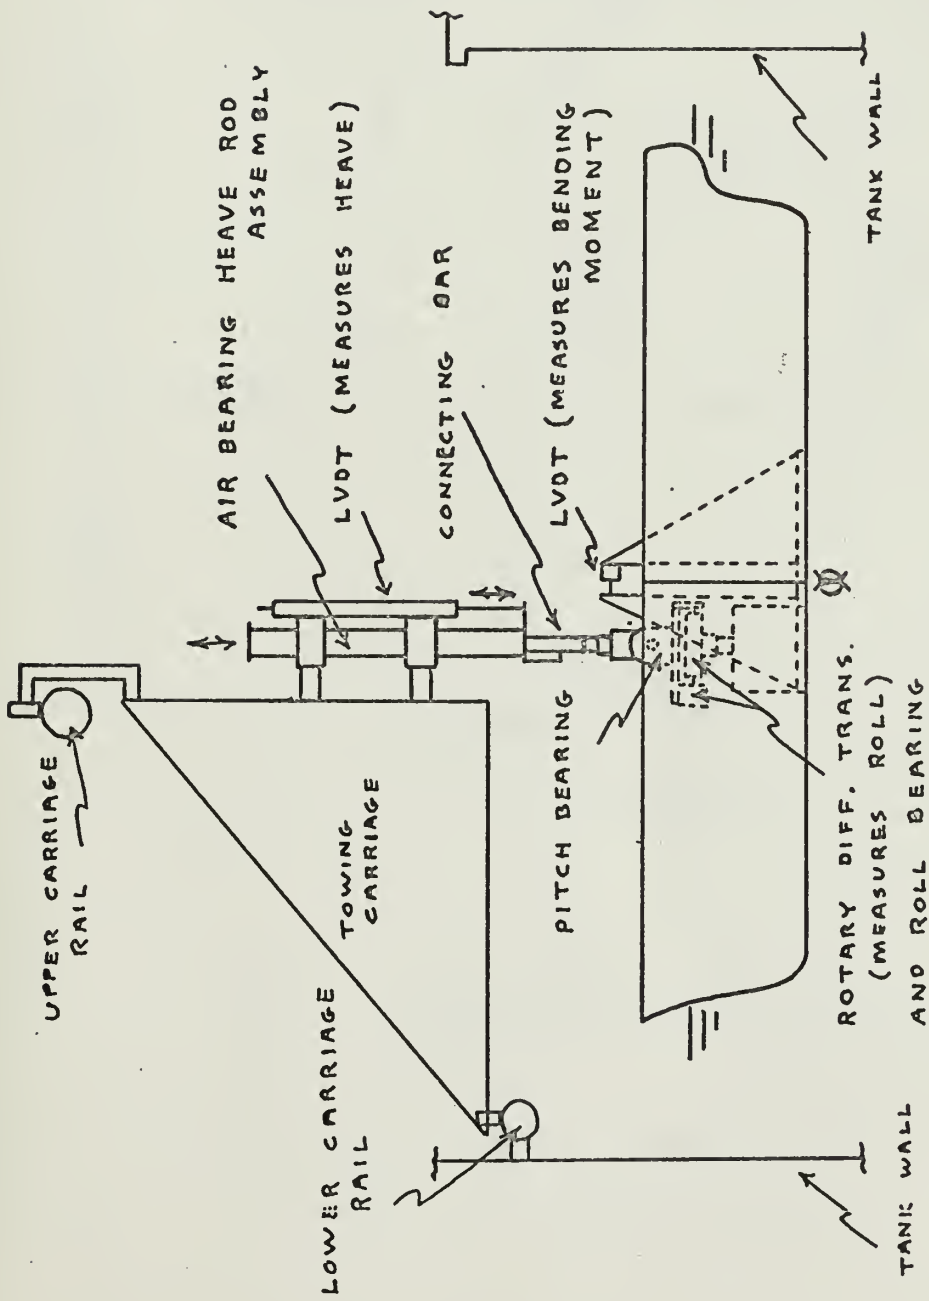 UPPER CARRIAGE
RAIL
AIR BEARING HEAVE ROD
ASSEMBLY
LVDT (MEASURES HEAVE)
CONNECTING BAR
TOWING
CARRIAGE
LOWER CARRIAGE
RAIL
PITCH BEARING
LVDT (MEASURES BENDING
MOMENT)
ROTARY DIFF. TRANS.
(MEASURES ROLL)
AND ROLL BEARING
TANK WALL
TANK WALL